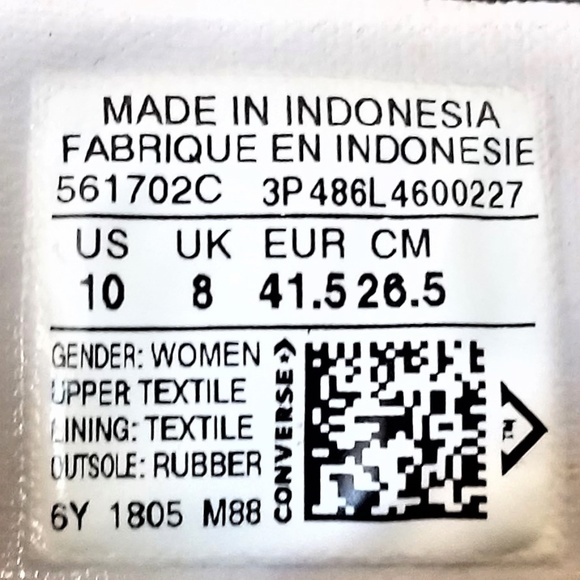 MADE IN INDONESIA
FABRIQUE EN INDONESIE
561702C 3P486L4600227
US UK EUR CM
10 8 41.5 26.5
GENDER: WOMEN
UPPER TEXTILE
LINING: TEXTILE
OUTSOLE: RUBBER
6Y 1805 M88
CONVERSE